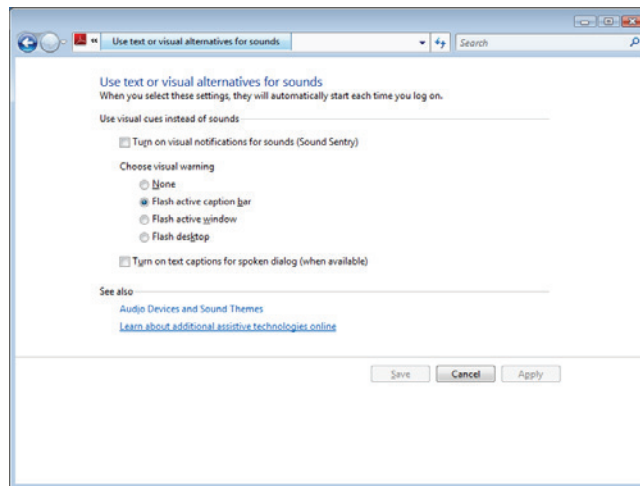 « Use text or visual alternatives for sounds Search
Use text or visual alternatives for sounds
When you select these settings, they will automatically start each time you log on.
Use visual cues instead of sounds
Turn on visual notifications for sounds (Sound Sentry)
Choose visual warning
None
Flash active caption bar
Flash active window
Flash desktop
Turn on text captions for spoken dialog (when available)
See also
Audio Devices and Sound Themes
Learn about additional assistive technologies online
Save Cancel Apply